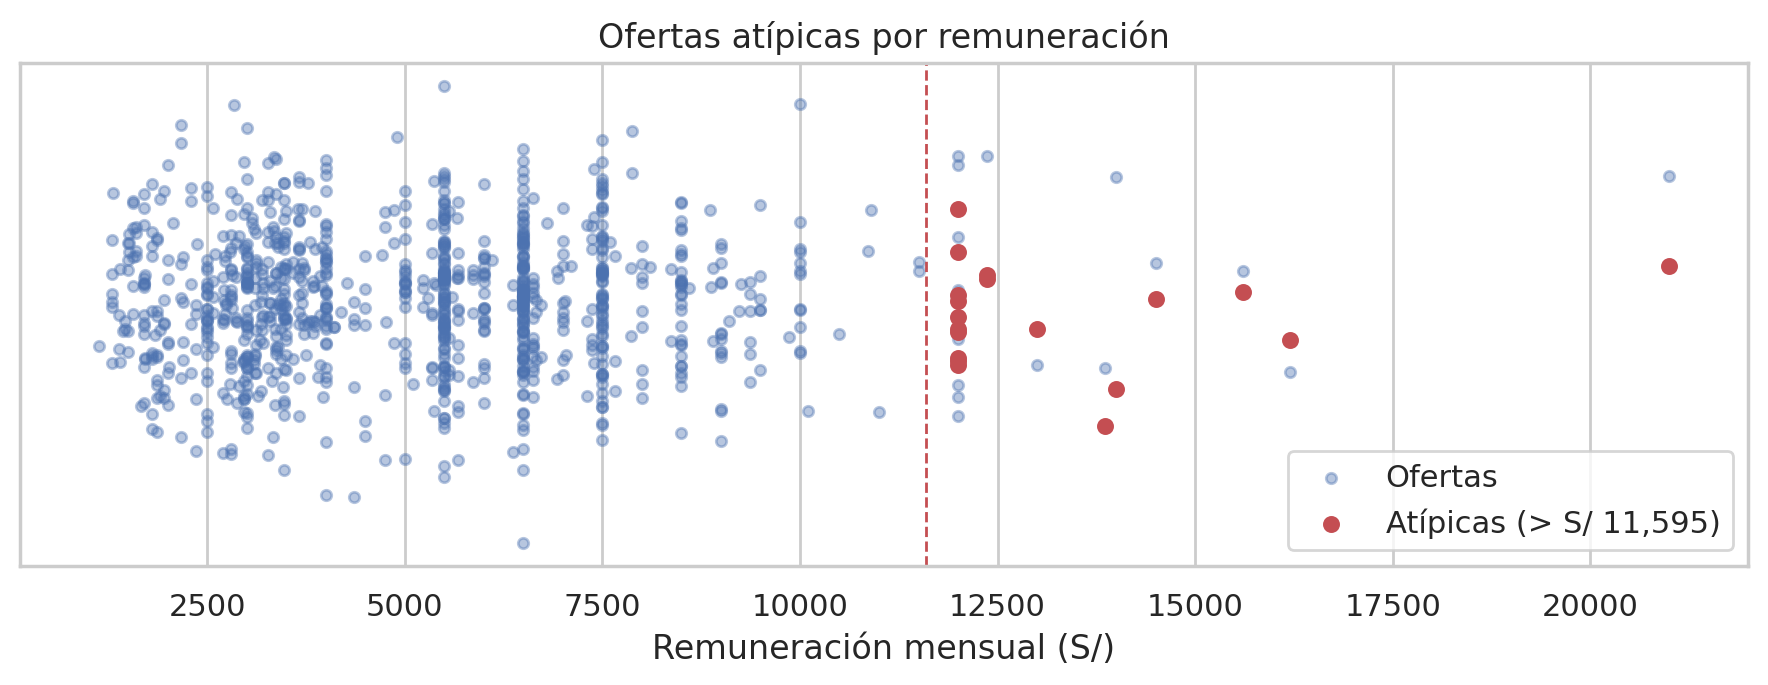 Ofertas atípicas por remuneración
Ofertas
Atípicas (> S/ 11,595)
2500 5000 7500 10000 12500 15000 17500 20000
Remuneración mensual (S/)